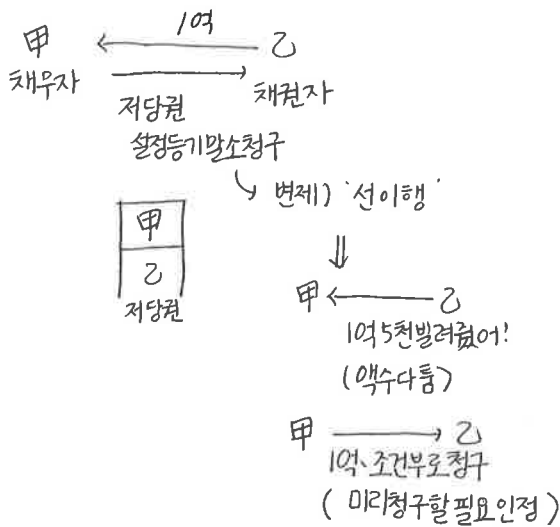 1억
甲 乙
채무자 채권자
저당권
설정등기말소청구
변제) '선이행'
甲
乙
저당권
甲 乙
1억5천빌려줬어!
(액수다툼)
甲 乙
1억、조건부로청구
(미리청구할필요인정)